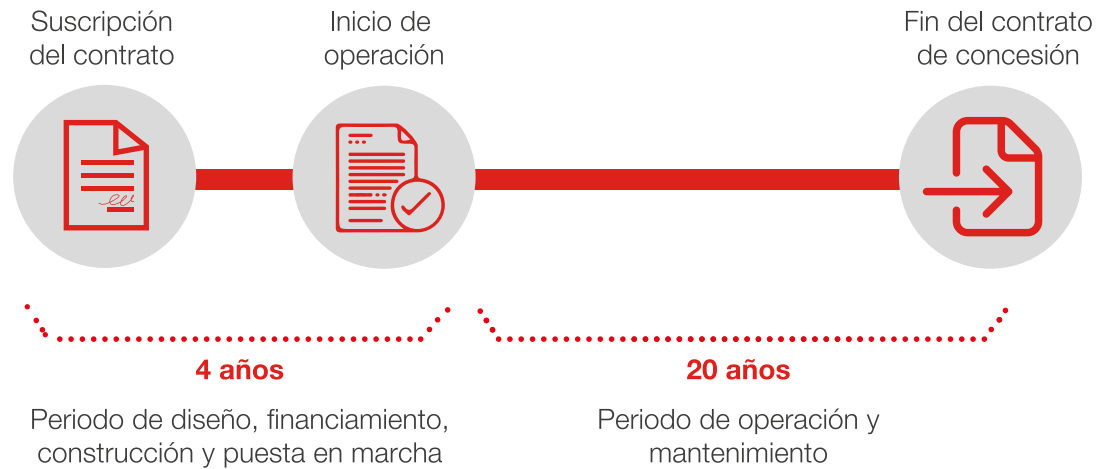 Suscripción
del contrato
Inicio de
operación
Fin del contrato
de concesión
4 años
Periodo de diseño, financiamiento,
construcción y puesta en marcha
20 años
Periodo de operación y
mantenimiento